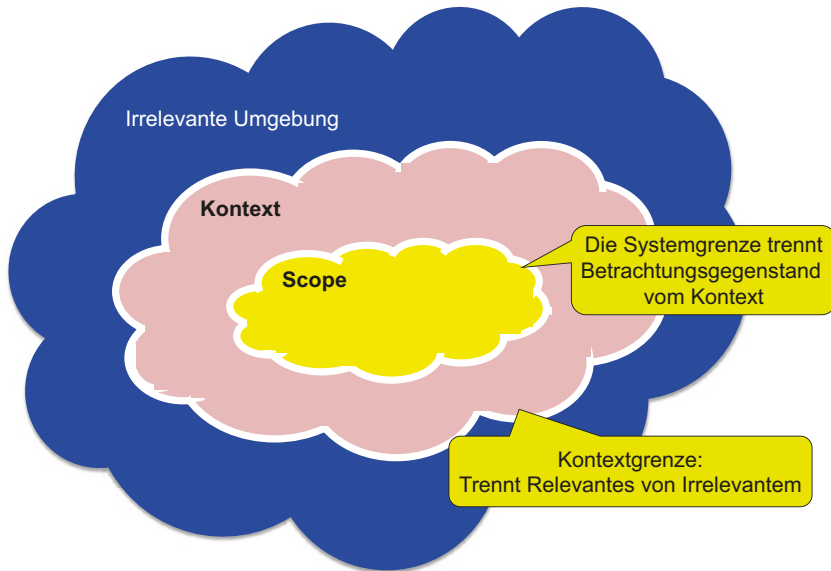 Irrelevante Umgebung
Kontext
Scope
Die Systemgrenze trennt
Betrachtungsgegenstand
vom Kontext
Kontextgrenze:
Trennt Relevantes von Irrelevantem